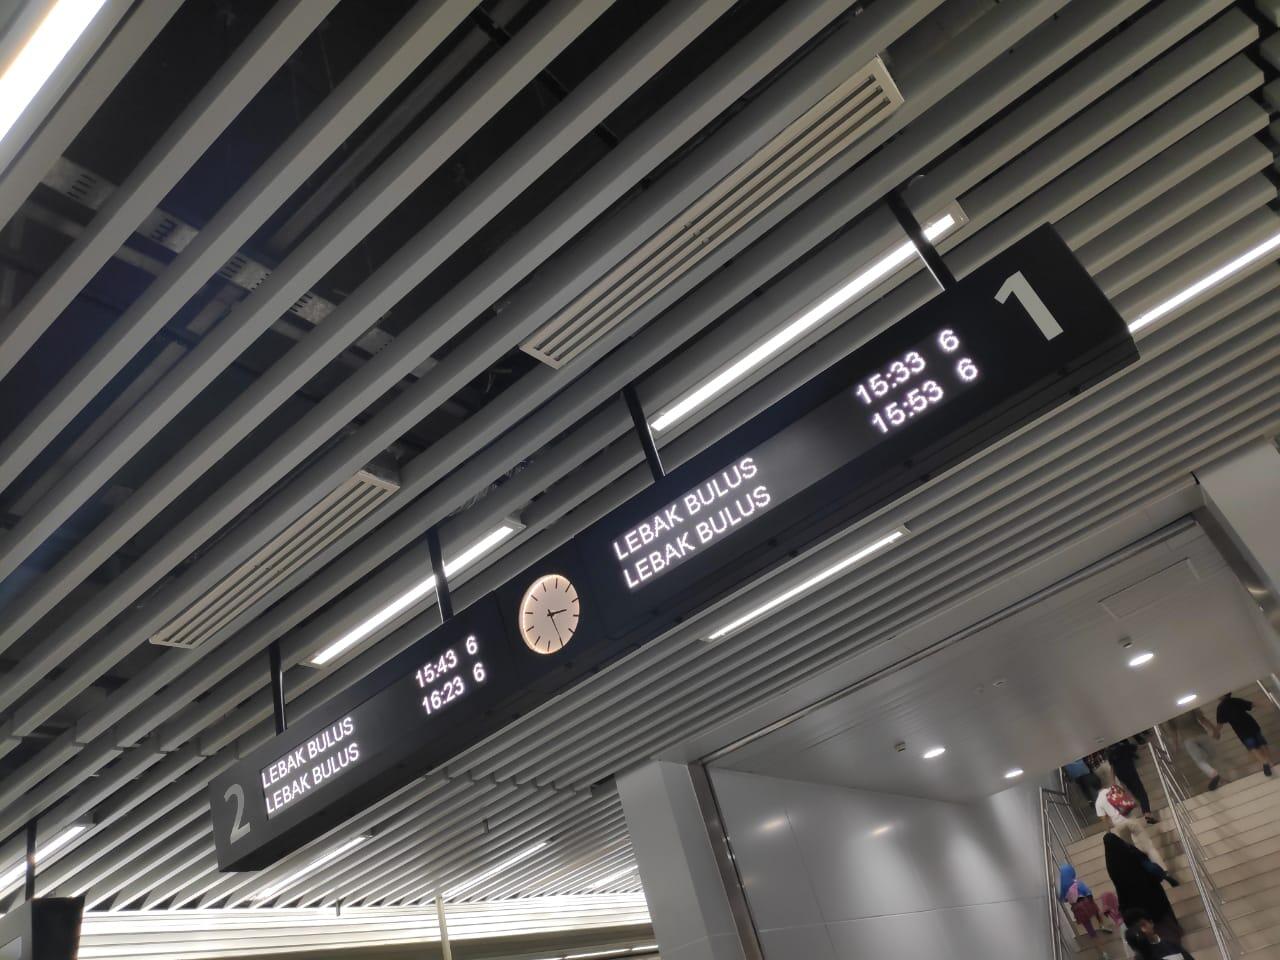 2
LEBAK BULUS 15:43 6
LEBAK BULUS 16:23 6
LEBAK BULUS 15:33 6
LEBAK BULUS 15:53 6
1